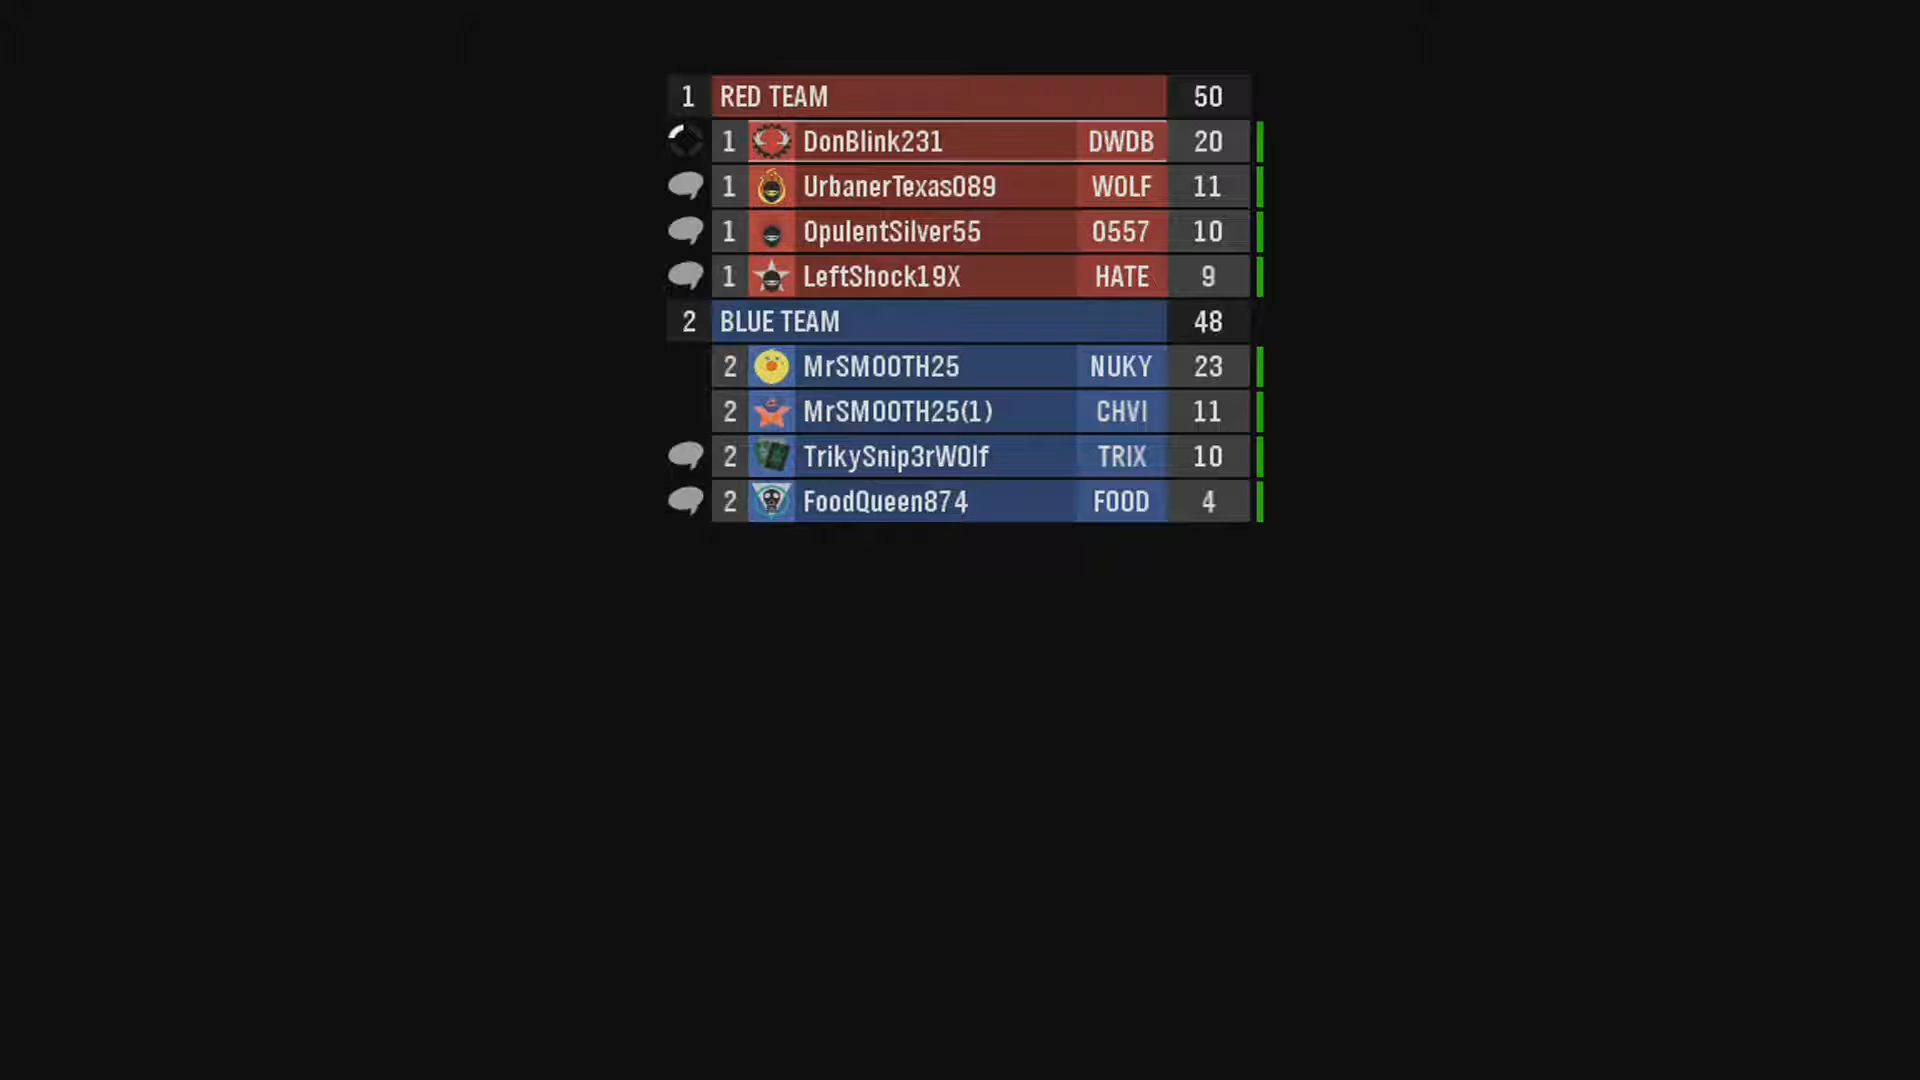 1 RED TEAM 50
1 DonBlink231 DWDB 20
1 UrbanerTexas089 WOLF 11
1 OpulentSilver55 0557 10
1 LeftShock19X HATE 9
2 BLUE TEAM 48
2 MrSMOOTH25 NUKY 23
2 MrSMOOTH25(1) CHVI 11
2 TrikySnip3rW0lf TRIX 10
2 FoodQueen874 FOOD 4